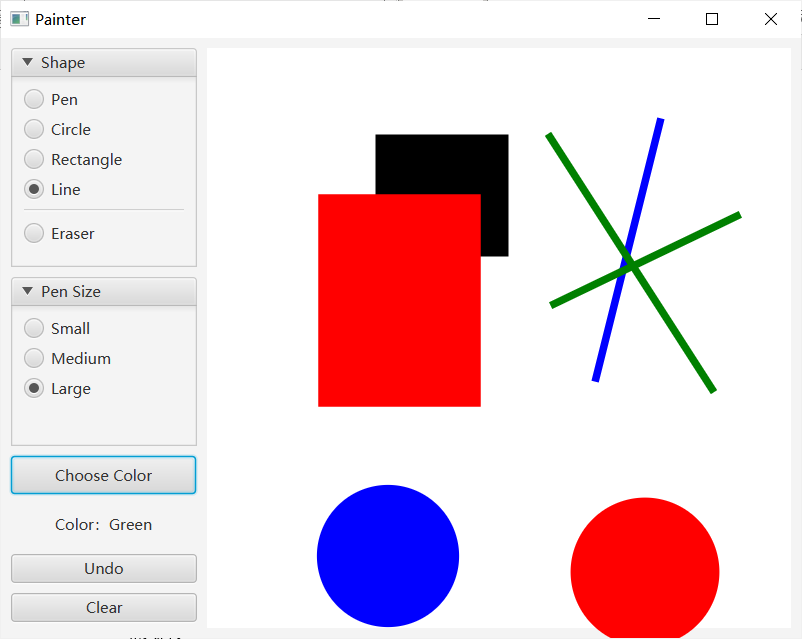 Painter
Shape
Pen
Circle
Rectangle
Line
Eraser
Pen Size
Small
Medium
Large
Choose Color
Color：Green
Undo
Clear